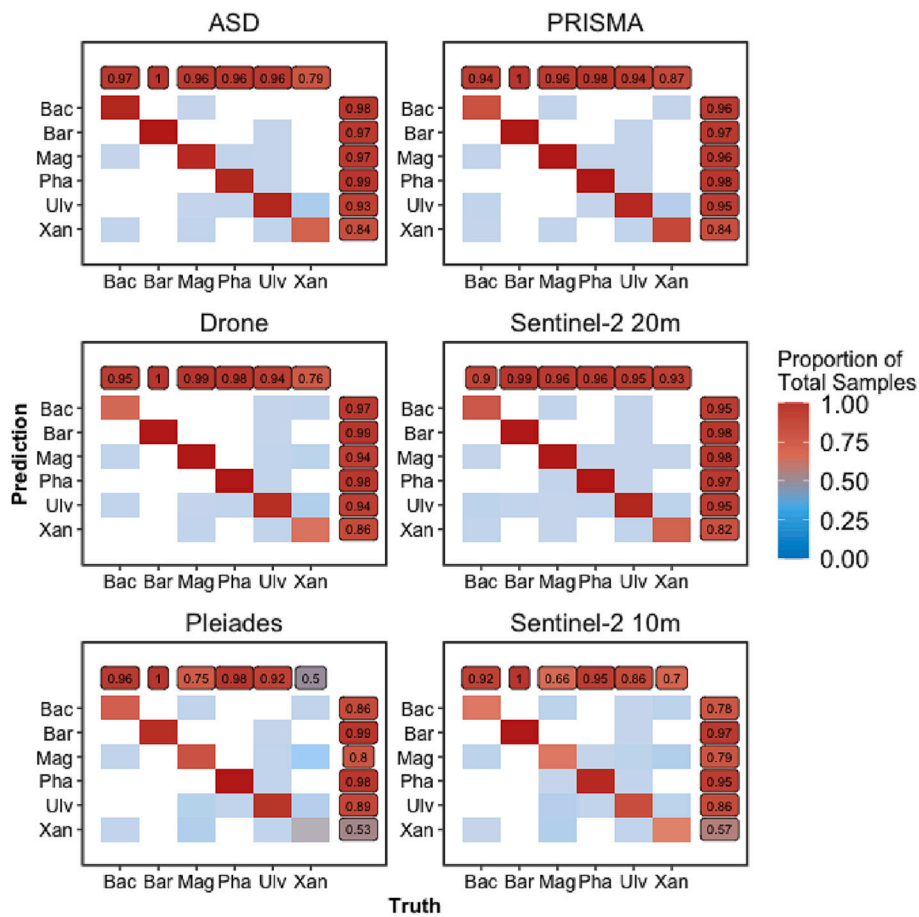 ASD
0.97 1 0.96 0.96 0.96 0.79
Bac 0.98
Bar 0.97
Mag 0.97
Pha 0.99
Ulv 0.93
Xan 0.84
Bac Bar Mag Pha Ulv Xan
PRISMA
0.94 1 0.96 0.98 0.94 0.87
0.96
0.97
0.96
0.98
0.95
0.84
Bac Bar Mag Pha Ulv Xan
Drone
0.95 1 0.99 0.98 0.94 0.76
Bac 0.97
Bar 0.99
Mag 0.94
Pha 0.98
Ulv 0.94
Xan 0.86
Bac Bar Mag Pha Ulv Xan
Sentinel-2 20m
0.9 0.99 0.96 0.96 0.95 0.93
0.95
0.98
0.98
0.97
0.95
0.82
Bac Bar Mag Pha Ulv Xan
Pleiades
0.96 1 0.75 0.98 0.92 0.5
Bac 0.86
Bar 0.99
Mag 0.8
Pha 0.98
Ulv 0.89
Xan 0.53
Bac Bar Mag Pha Ulv Xan
Sentinel-2 10m
0.92 1 0.66 0.95 0.86 0.7
0.78
0.97
0.79
0.95
0.86
0.57
Bac Bar Mag Pha Ulv Xan
Prediction
Truth
Proportion of
Total Samples
1.00
0.75
0.50
0.25
0.00